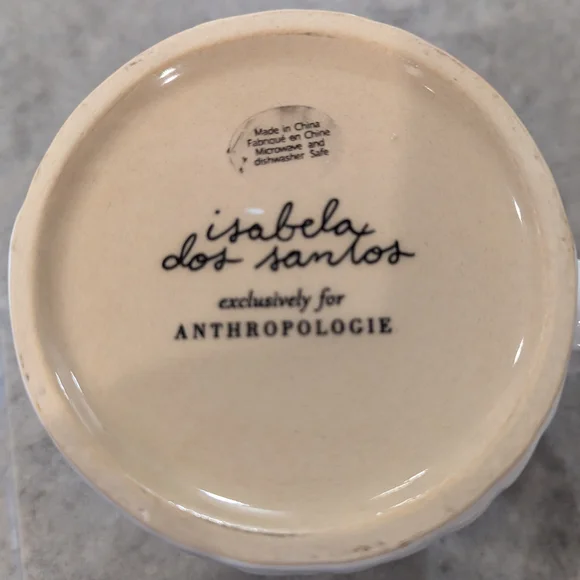 Made in China
Fabriqué en Chine
Microwave and
dishwasher Safe
isabela
dos santos
exclusively for
ANTHROPOLOGIE